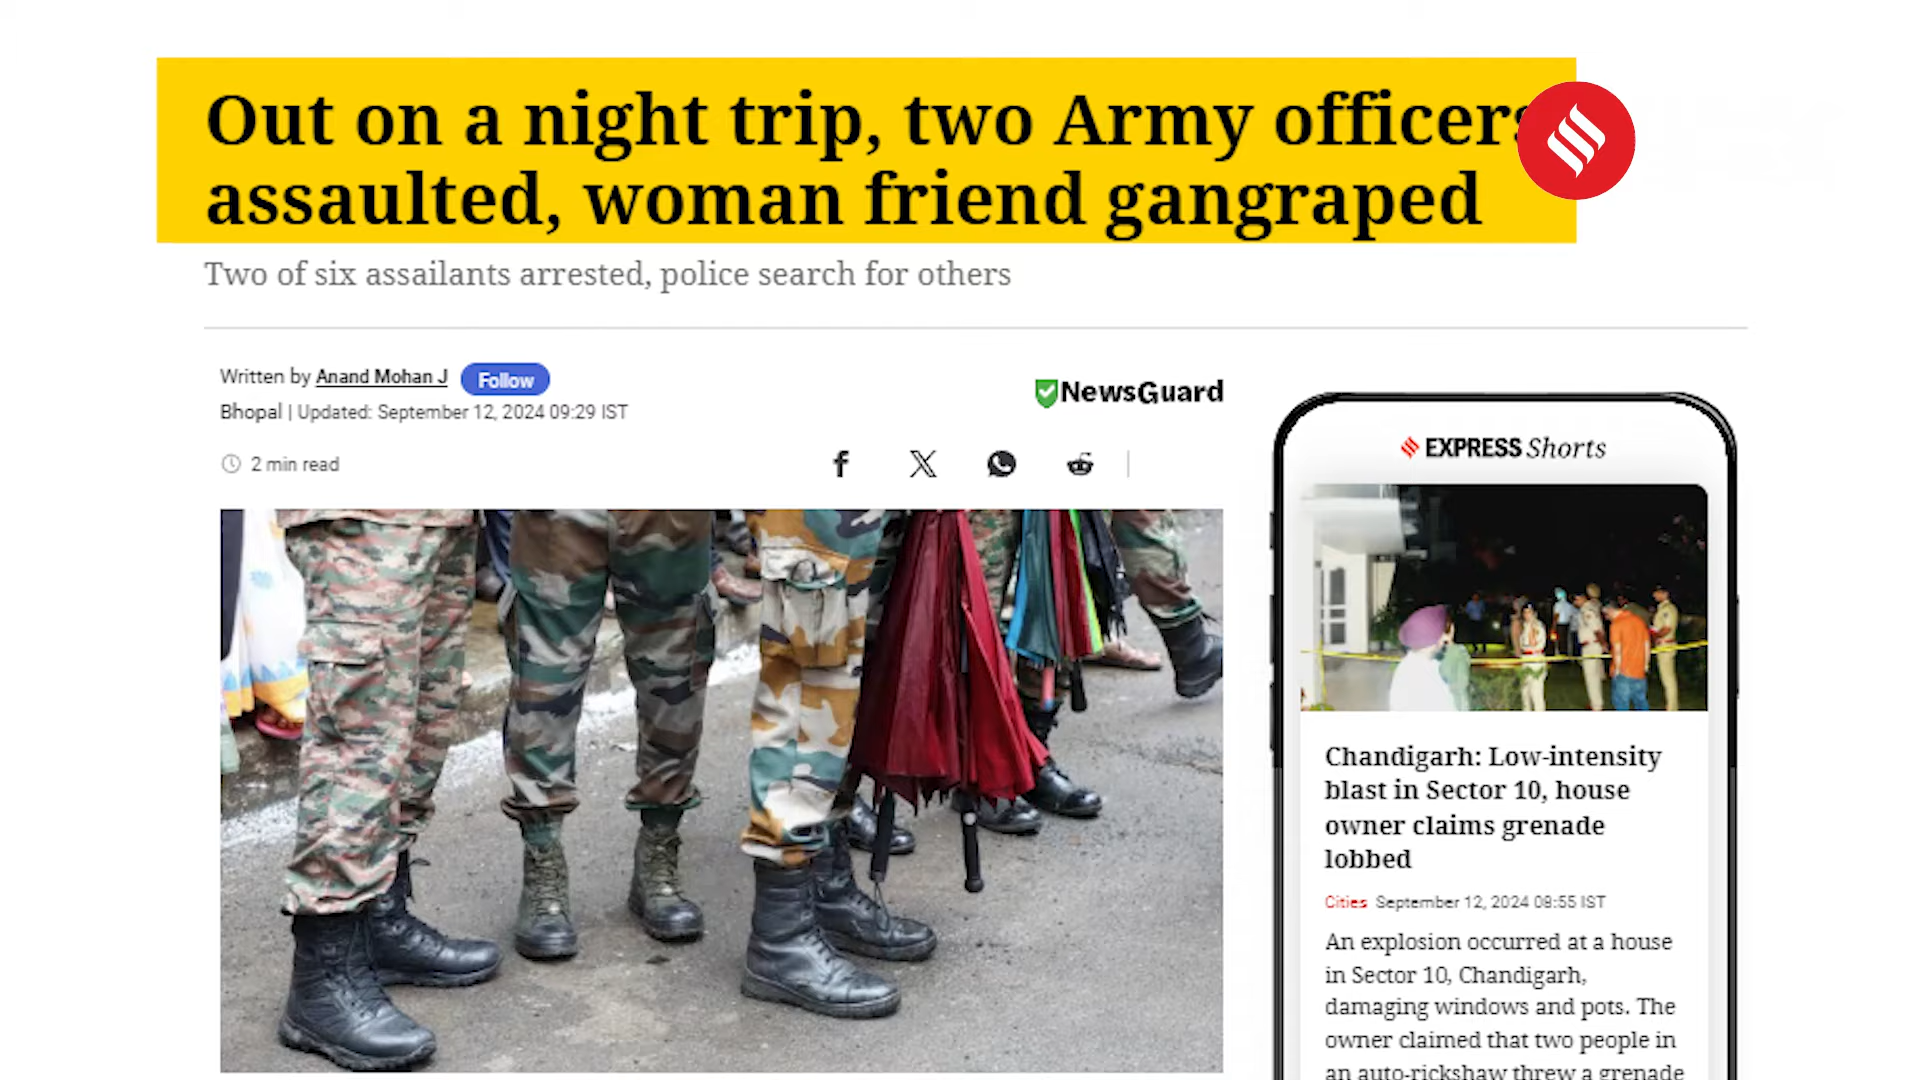 Out on a night trip, two Army officers
assaulted, woman friend gangraped
Two of six assailants arrested, police search for others
Written by Anand Mohan J Follow
Bhopal | Updated: September 12, 2024 09:29 IST
NewsGuard
2 min read
EXPRESS Shorts
Chandigarh: Low-intensity
blast in Sector 10, house
owner claims grenade
lobbed
Cities September 12, 2024 08:55 IST
An explosion occurred at a house
in Sector 10, Chandigarh,
damaging windows and pots. The
owner claimed that two people in
an auto-rickshaw threw a grenade